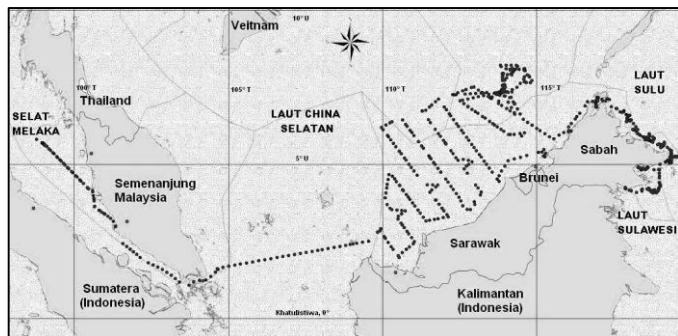 10° U
Veitnam
100° T
105° T
110° T
115° T
LAUT
SULU
Thailand
LAUT CHINA
SELATAN
SELAT-
MELAKA
5° U
Sabah
Semenanjung
Malaysia
Brunei
LAUT
SULAWESI
Sarawak
Sumatera
(Indonesia)
Kalimantan
(Indonesia)
Khatulistiwa, 0°